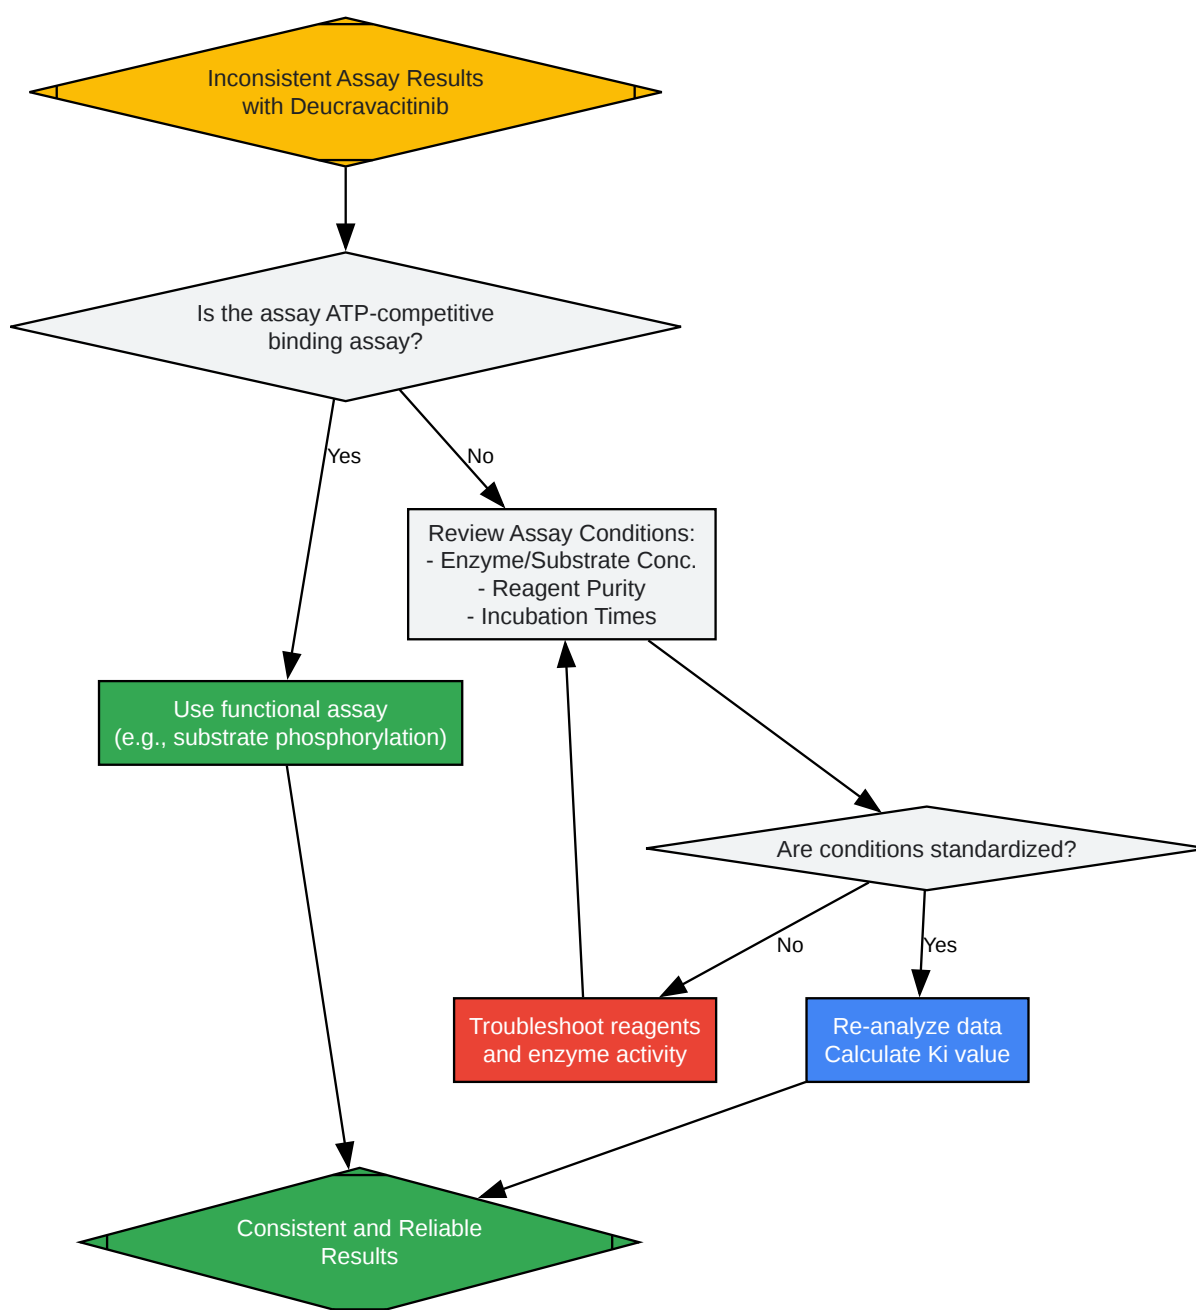 Inconsistent Assay Results
with Deucravacitinib
Is the assay ATP-competitive
binding assay?
Yes
No
Review Assay Conditions:
- Enzyme/Substrate Conc.
- Reagent Purity
- Incubation Times
Use functional assay
(e.g., substrate phosphorylation)
Are conditions standardized?
No
Yes
Troubleshoot reagents
and enzyme activity
Re-analyze data
Calculate Ki value
Consistent and Reliable
Results